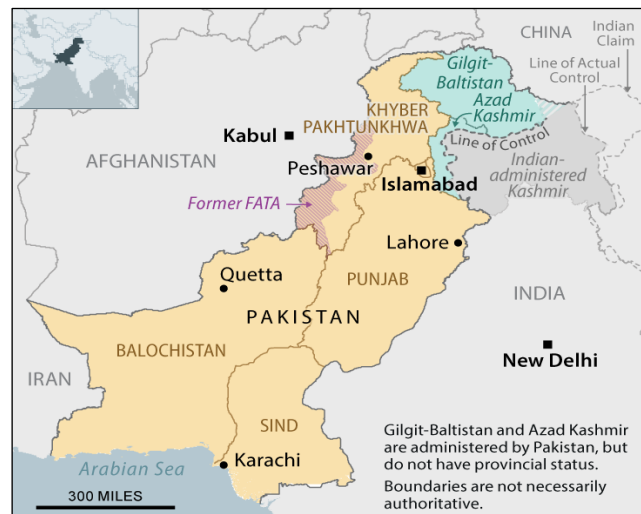 CHINA
Indian
Claim
Line of Actual
Control
Gilgit-
Baltistan
Azad
Kashmir
KHYBER
PAKHTUNKHWA
Line of Control
Kabul
AFGHANISTAN
Peshawar
Islamabad
Indian-
administered
Kashmir
Former FATA
Lahore
Quetta
PUNJAB
PAKISTAN
INDIA
BALOCHISTAN
New Delhi
IRAN
SIND
Arabian Sea
Karachi
300 MILES
Gilgit-Baltistan and Azad Kashmir
are administered by Pakistan, but
do not have provincial status.
Boundaries are not necessarily
authoritative.